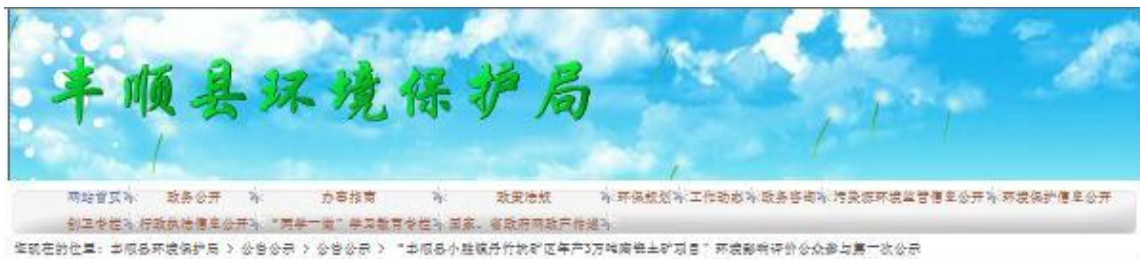 丰顺县环境保护局
网站首页 政务公开 办事指南 政策法规 环保规划 工作动态 政务咨询 污染源环境监管信息公开 环境保护信息公开
创卫专栏 行政执法信息公开 “两学一做”学习教育专栏 国家、省政府网政户传递
您现在的位置：丰顺县环境保护局 > 公告公示 > 公告公示 > “丰顺县小胜镇丹竹坑矿区年产3万吨陶瓷土矿项目”环境影响评价公众参与第一次公示